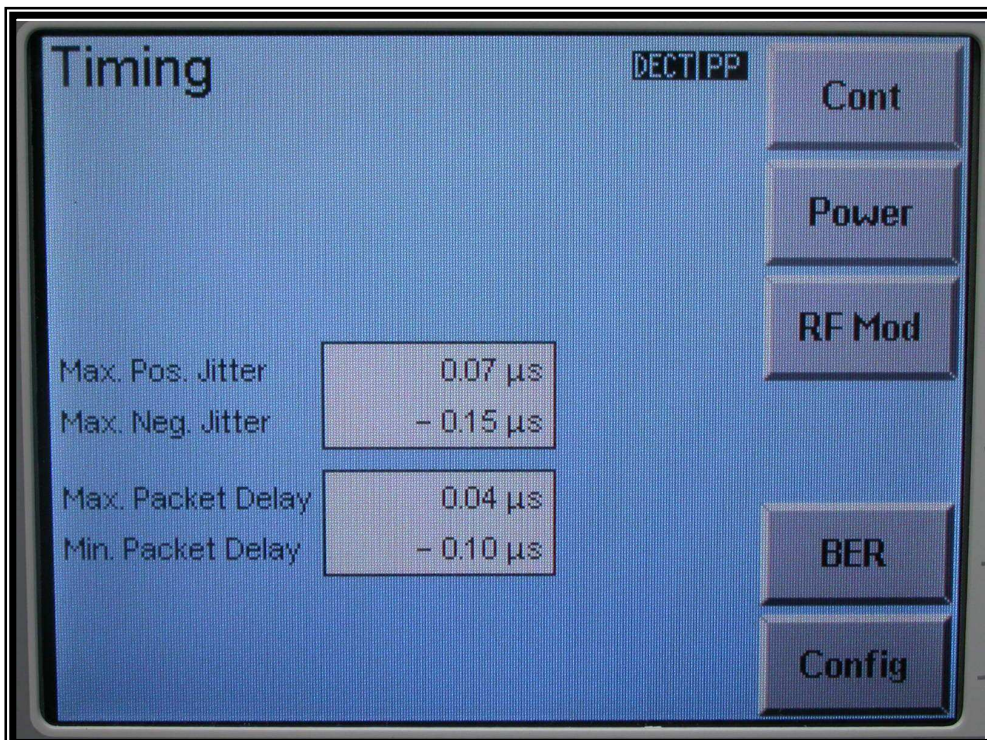 Timing
DECT PP
Cont
Power
RF Mod
Max. Pos. Jitter 0.07 µs
Max. Neg. Jitter – 0.15 µs
Max. Packet Delay 0.04 µs
Min. Packet Delay – 0.10 µs
BER
Config